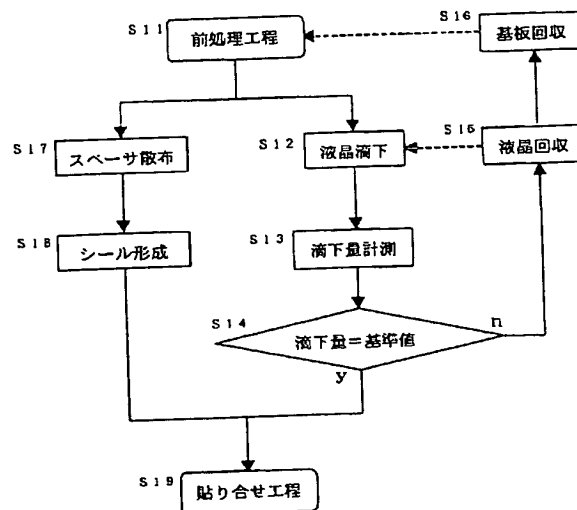 S11
前処理工程
S16
基板回収
S17
スペーサ散布
S12
液晶滴下
S15
液晶回収
S18
シール形成
S13
滴下量計測
S14
滴下量=基準値
n
y
S19
貼り合せ工程